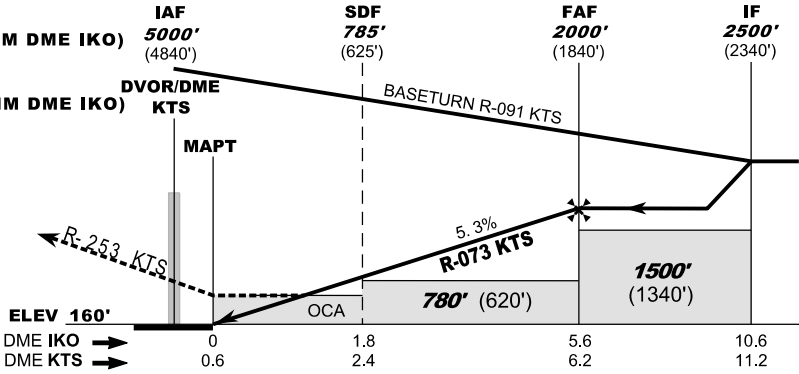 IAF SDF FAF IF
5000' 785' 2000' 2500'
M DME IKO) (4840') (625') (1840') (2340')
DVOR/DME
M DME IKO) KTS
BASETURN R-091 KTS
MAPT
5.3%
R-073 KTS
R-253 KTS
1500'
(1340')
780' (620')
OCA
ELEV 160'
DME IKO 0 1.8 5.6 10.6
DME KTS 0.6 2.4 6.2 11.2